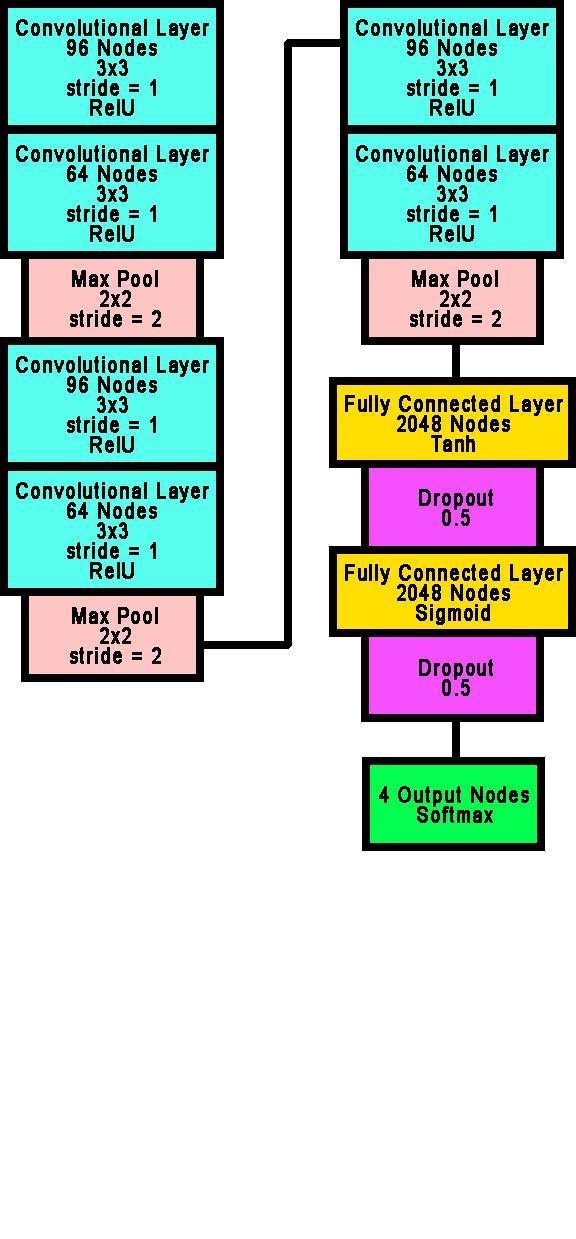 Convolutional Layer
96 Nodes
3x3
stride = 1
RelU
Convolutional Layer
64 Nodes
3x3
stride = 1
RelU
Max Pool
2x2
stride = 2
Convolutional Layer
96 Nodes
3x3
stride = 1
RelU
Convolutional Layer
64 Nodes
3x3
stride = 1
RelU
Max Pool
2x2
stride = 2
Convolutional Layer
96 Nodes
3x3
stride = 1
RelU
Convolutional Layer
64 Nodes
3x3
stride = 1
RelU
Max Pool
2x2
stride = 2
Fully Connected Layer
2048 Nodes
Tanh
Dropout
0.5
Fully Connected Layer
2048 Nodes
Sigmoid
Dropout
0.5
4 Output Nodes
Softmax